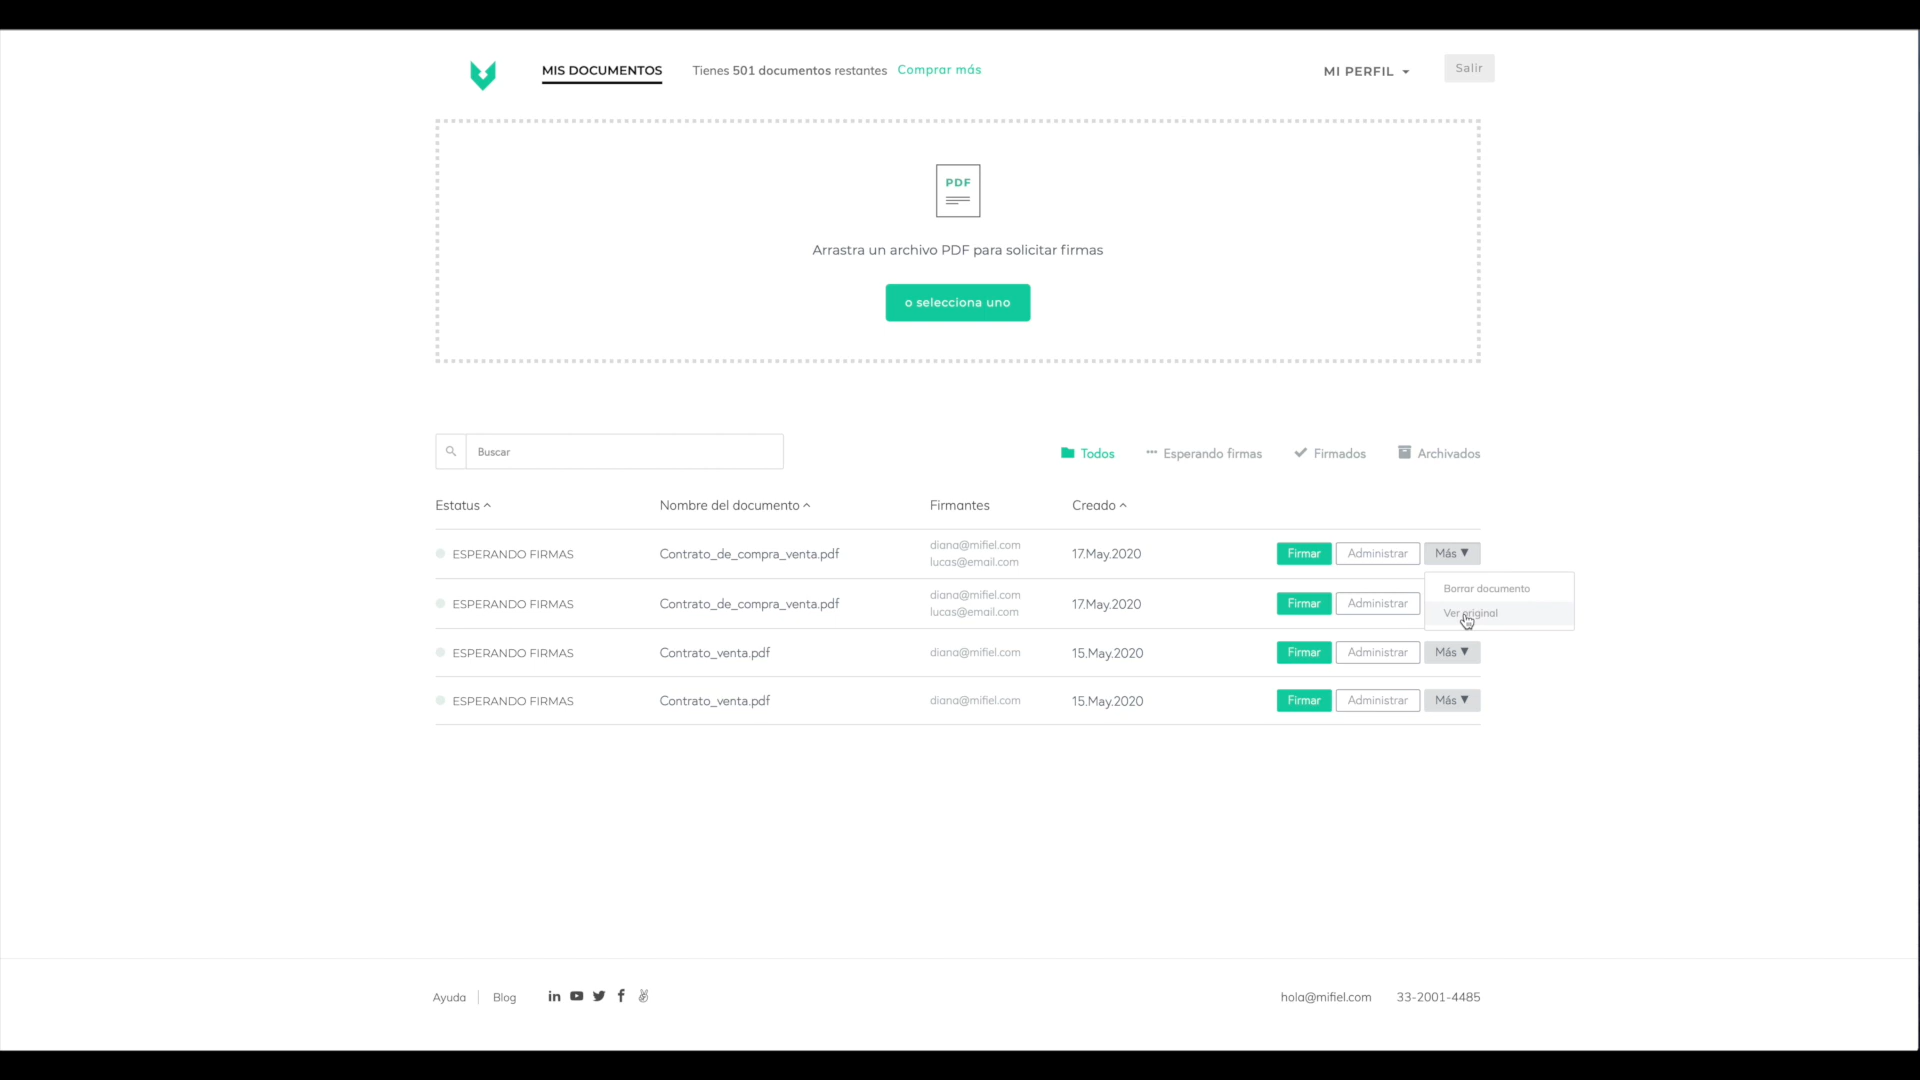 MIS DOCUMENTOS Tienes 501 documentos restantes Comprar más MI PERFIL Salir
PDF
Arrastra un archivo PDF para solicitar firmas
o selecciona uno
Buscar Todos Esperando firmas Firmados Archivados
Estatus Nombre del documento Firmantes Creado
ESPERANDO FIRMAS Contrato_de_compra_venta.pdf diana@mifiel.com lucas@email.com 17.May.2020 Firmar Administrar Más
Borrar documento
Ver original
ESPERANDO FIRMAS Contrato_de_compra_venta.pdf diana@mifiel.com lucas@email.com 17.May.2020 Firmar Administrar
ESPERANDO FIRMAS Contrato_venta.pdf diana@mifiel.com 15.May.2020 Firmar Administrar Más
ESPERANDO FIRMAS Contrato_venta.pdf diana@mifiel.com 15.May.2020 Firmar Administrar Más
Ayuda Blog hola@mifiel.com 33-2001-4485